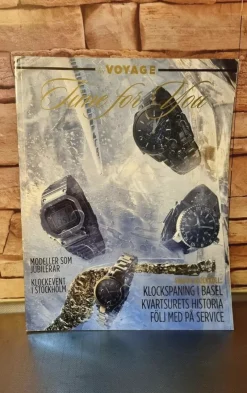 VOYAGE
Time for You
MODELLER SOM
JUBILERAR
KLOCKEVENT
I STOCKHOLM
KLOCKSPANING I BASEL
KVARTSURETS HISTORIA
FÖLJ MED PÅ SERVICE